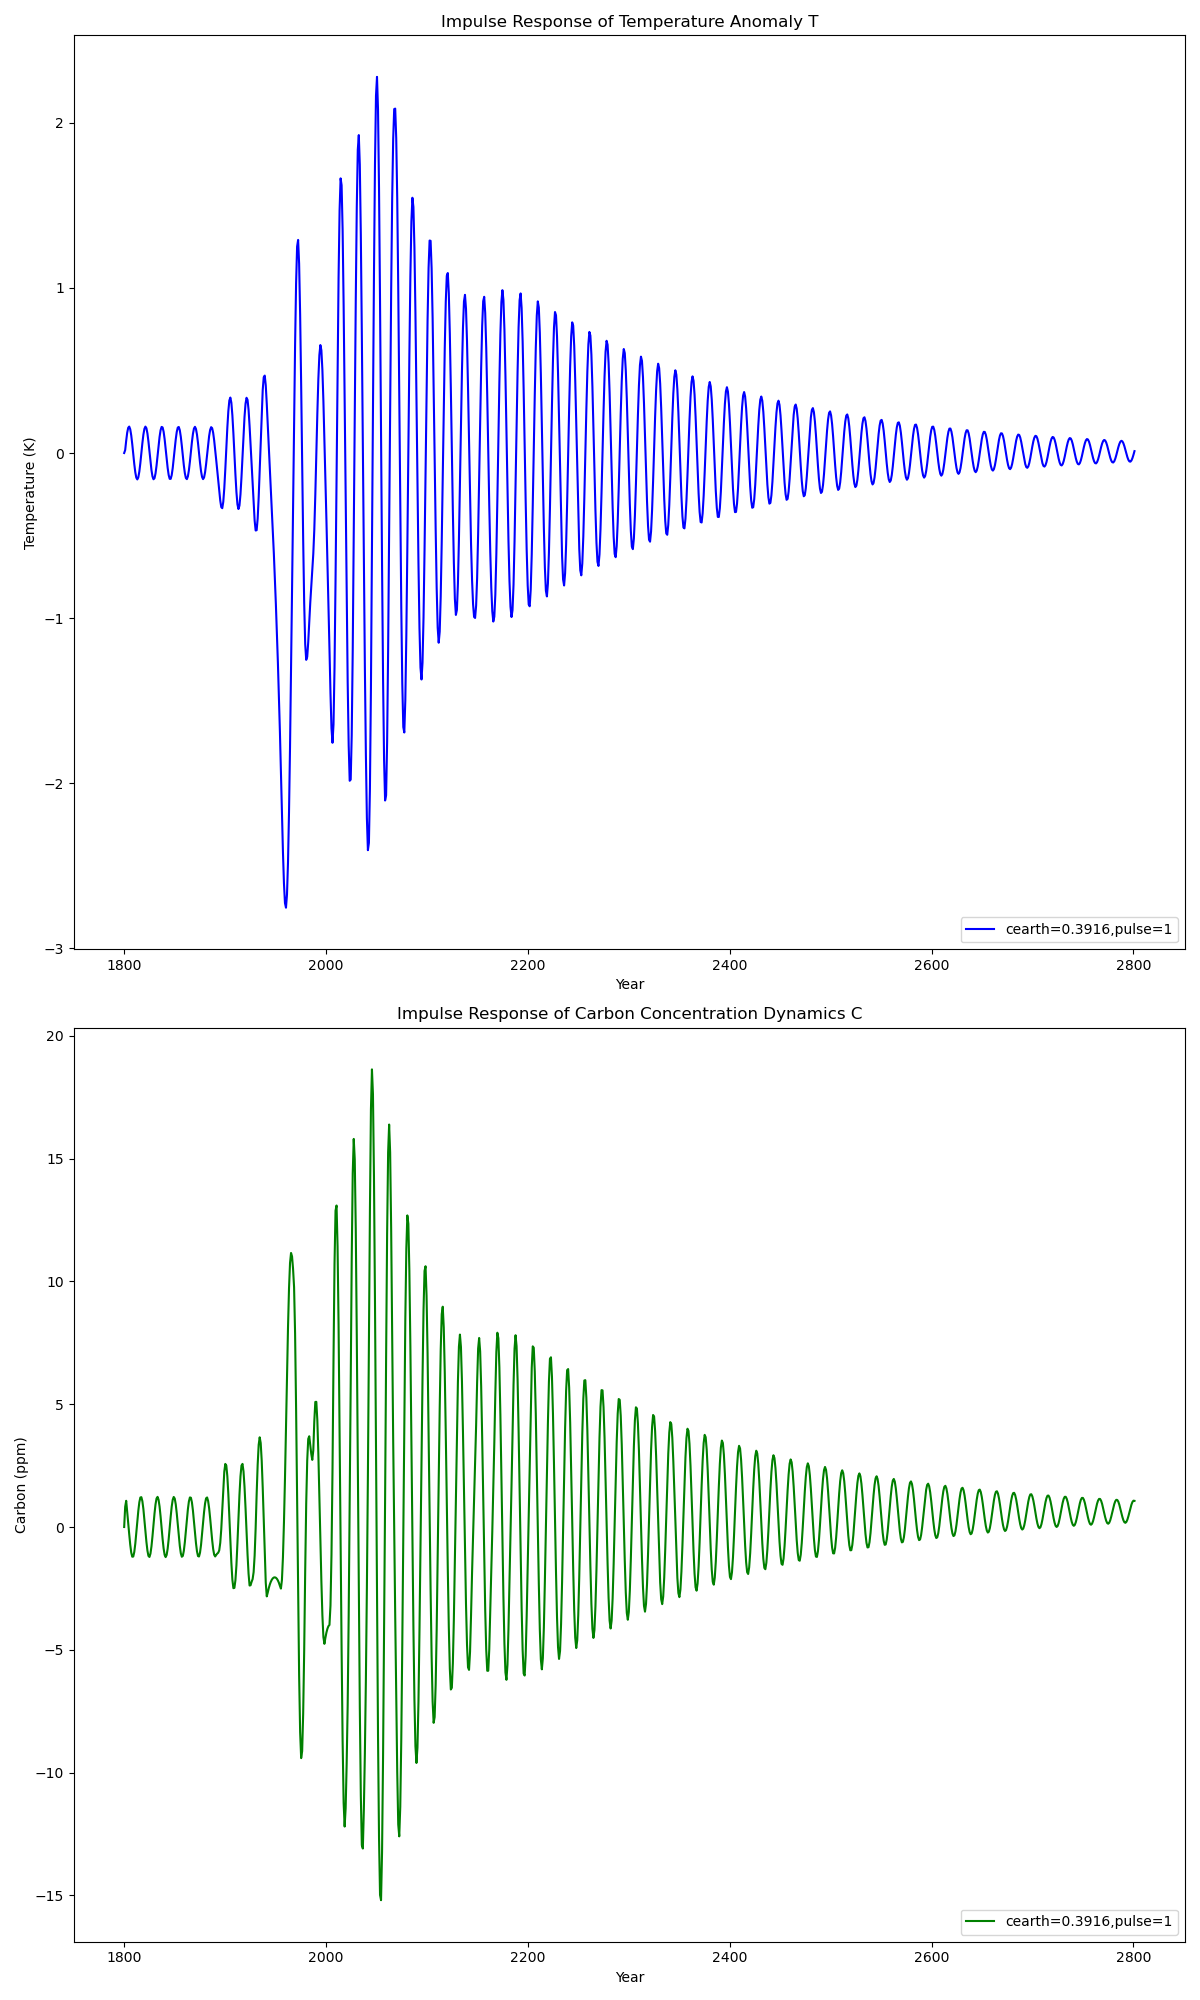 Impulse Response of Temperature Anomaly T
2
1
0
−1
−2
−3
Temperature (K)
cearth=0.3916,pulse=1
1800 2000 2200 2400 2600 2800
Year
Impulse Response of Carbon Concentration Dynamics C
20
15
10
5
0
−5
−10
−15
Carbon (ppm)
cearth=0.3916,pulse=1
1800 2000 2200 2400 2600 2800
Year